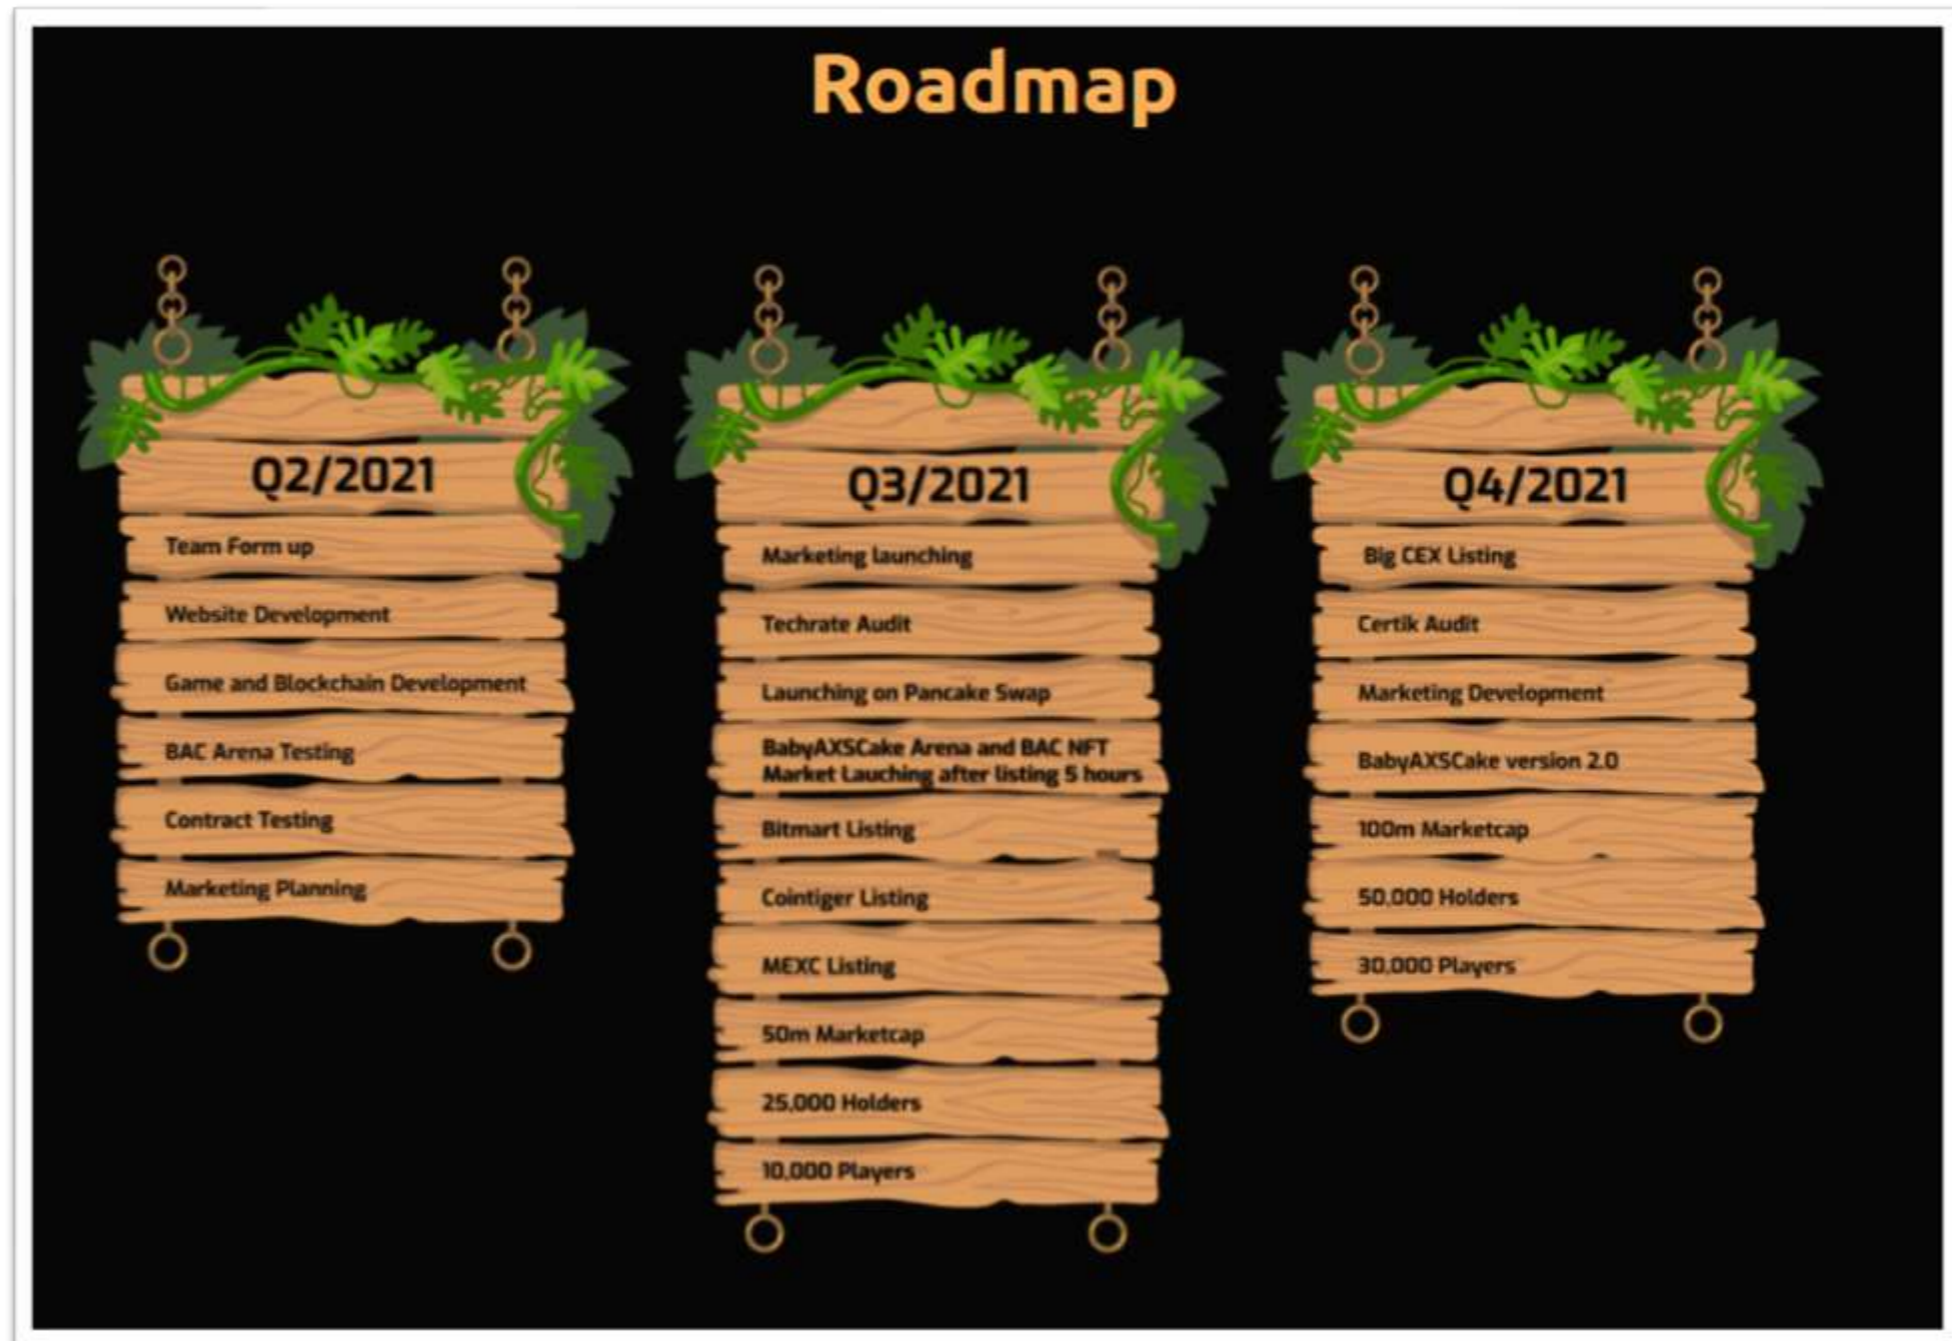 Roadmap
Q2/2021
Team Form up
Website Development
Game and Blockchain Development
BAC Arena Testing
Contract Testing
Marketing Planning
Q3/2021
Marketing launching
Techrate Audit
Launching on Pancake Swap
BabyAXSCake Arena and BAC NFT
Market Lauching after listing 5 hours
Bitmart Listing
Cointiger Listing
MEXC Listing
50m Marketcap
25,000 Holders
10,000 Players
Q4/2021
Big CEX Listing
Certik Audit
Marketing Development
BabyAXSCake version 2.0
100m Marketcap
50,000 Holders
30,000 Players